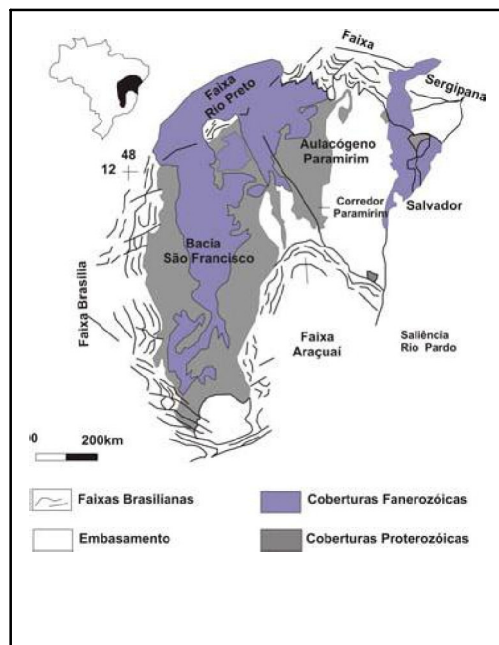 Faixa
Sergipana
Faixa
Rio Preto
48
12
Aulacógeno
Paramirim
Corredor
Paramirim
Salvador
Bacia
São Francisco
Faixa Brasília
Faixa
Araçuaí
Saliência
Rio Pardo
200km
Faixas Brasilianas
Coberturas Fanerozóicas
Embasamento
Coberturas Proterozóicas